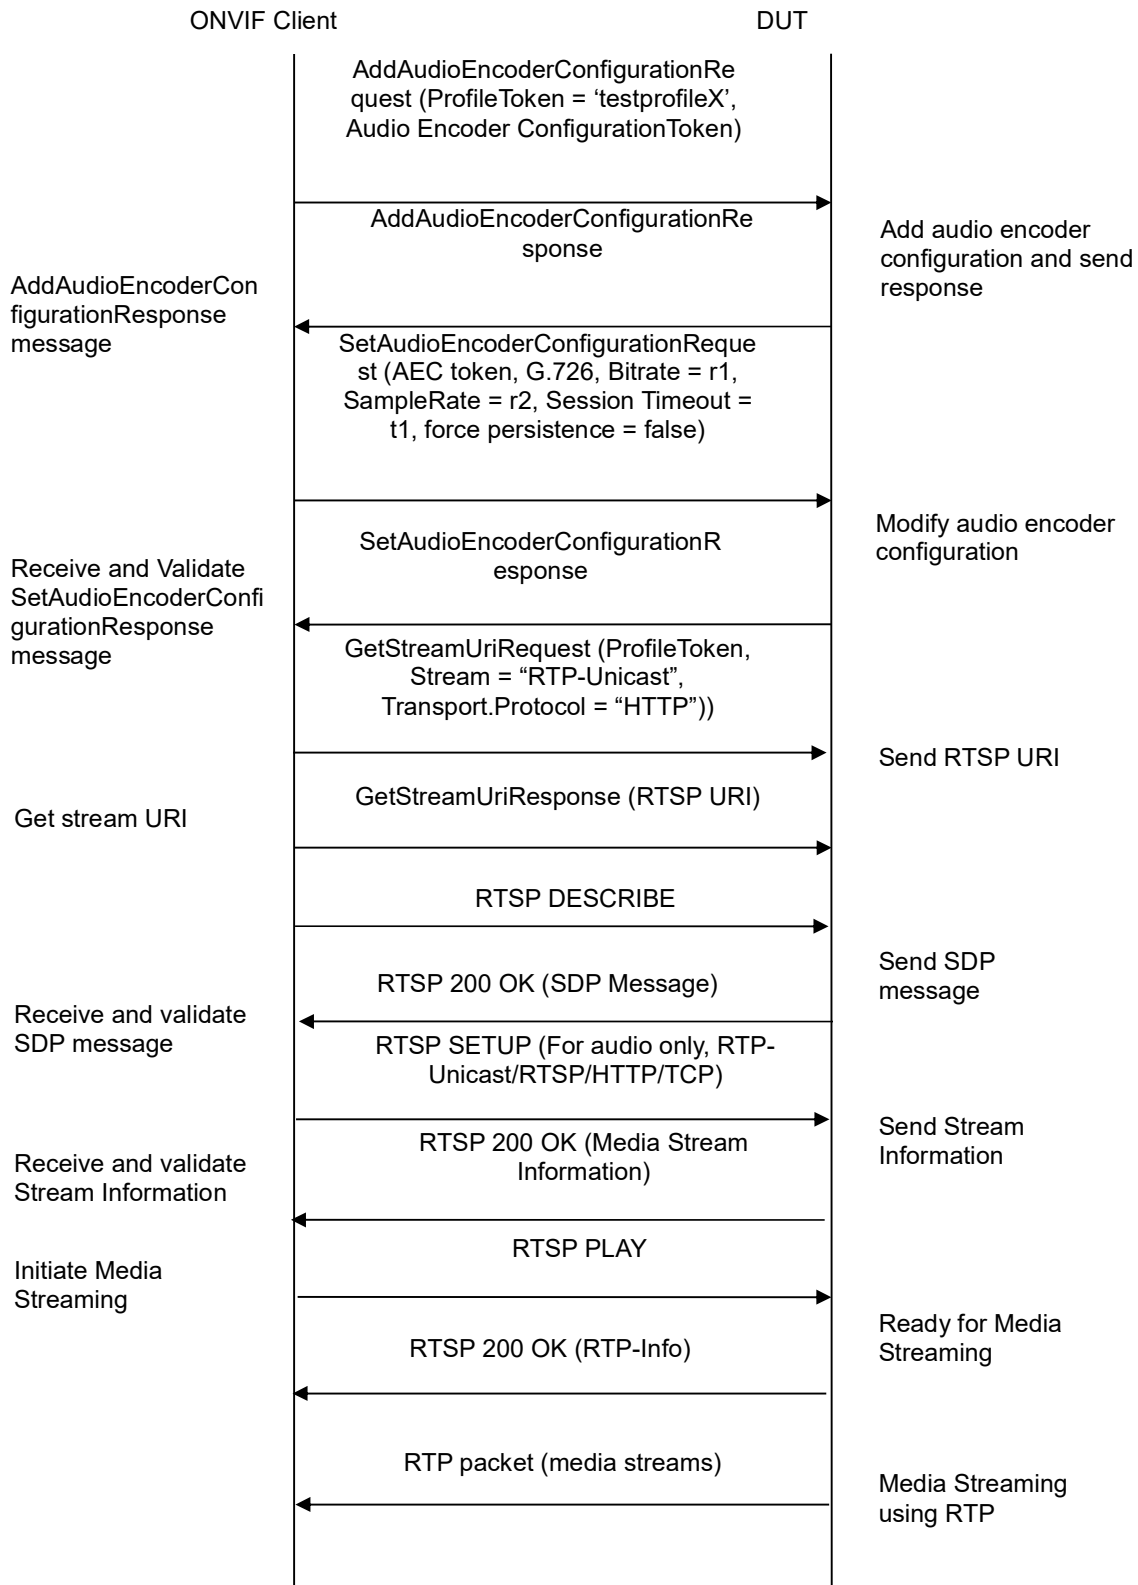 ONVIF Client
DUT
AddAudioEncoderConfigurationRe
quest (ProfileToken = ‘testprofileX’,
Audio Encoder ConfigurationToken)
AddAudioEncoderConfigurationRe
sponse
Add audio encoder
configuration and send
response
AddAudioEncoderCon
figurationResponse
message
SetAudioEncoderConfigurationReque
st (AEC token, G.726, Bitrate = r1,
SampleRate = r2, Session Timeout =
t1, force persistence = false)
Modify audio encoder
configuration
SetAudioEncoderConfigurationR
esponse
Receive and Validate
SetAudioEncoderConfi
gurationResponse
message
GetStreamUriRequest (ProfileToken,
Stream = “RTP-Unicast”,
Transport.Protocol = “HTTP”))
Send RTSP URI
GetStreamUriResponse (RTSP URI)
Get stream URI
RTSP DESCRIBE
Send SDP
message
RTSP 200 OK (SDP Message)
Receive and validate
SDP message
RTSP SETUP (For audio only, RTP-
Unicast/RTSP/HTTP/TCP)
Send Stream
Information
RTSP 200 OK (Media Stream
Information)
Receive and validate
Stream Information
RTSP PLAY
Initiate Media
Streaming
Ready for Media
Streaming
RTSP 200 OK (RTP-Info)
RTP packet (media streams)
Media Streaming
using RTP